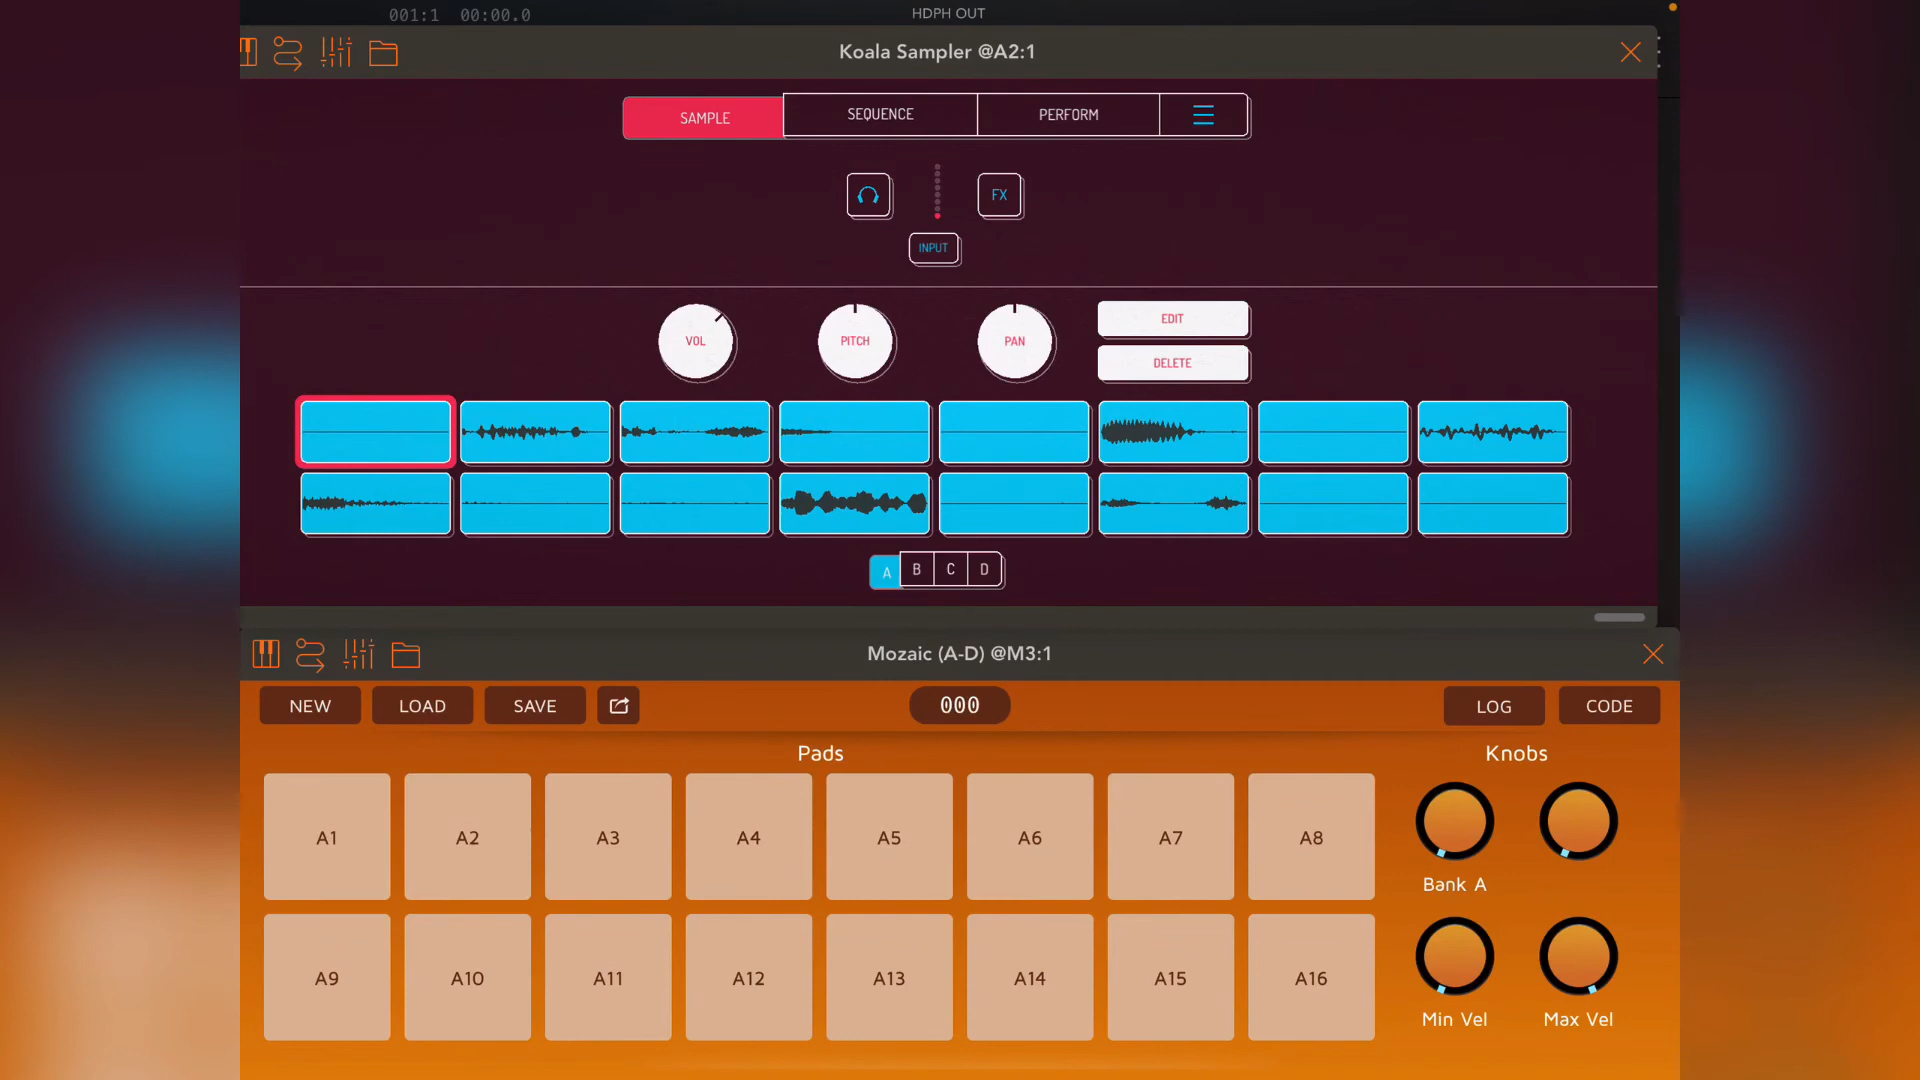 001:1 00:00.0 HDPH OUT
Koala Sampler @A2:1
SAMPLE SEQUENCE PERFORM
FX
INPUT
VOL PITCH PAN EDIT
DELETE
A B C D
Mozaic (A-D) @M3:1
NEW LOAD SAVE 000 LOG CODE
Pads Knobs
A1 A2 A3 A4 A5 A6 A7 A8
Bank A
A9 A10 A11 A12 A13 A14 A15 A16
Min Vel Max Vel